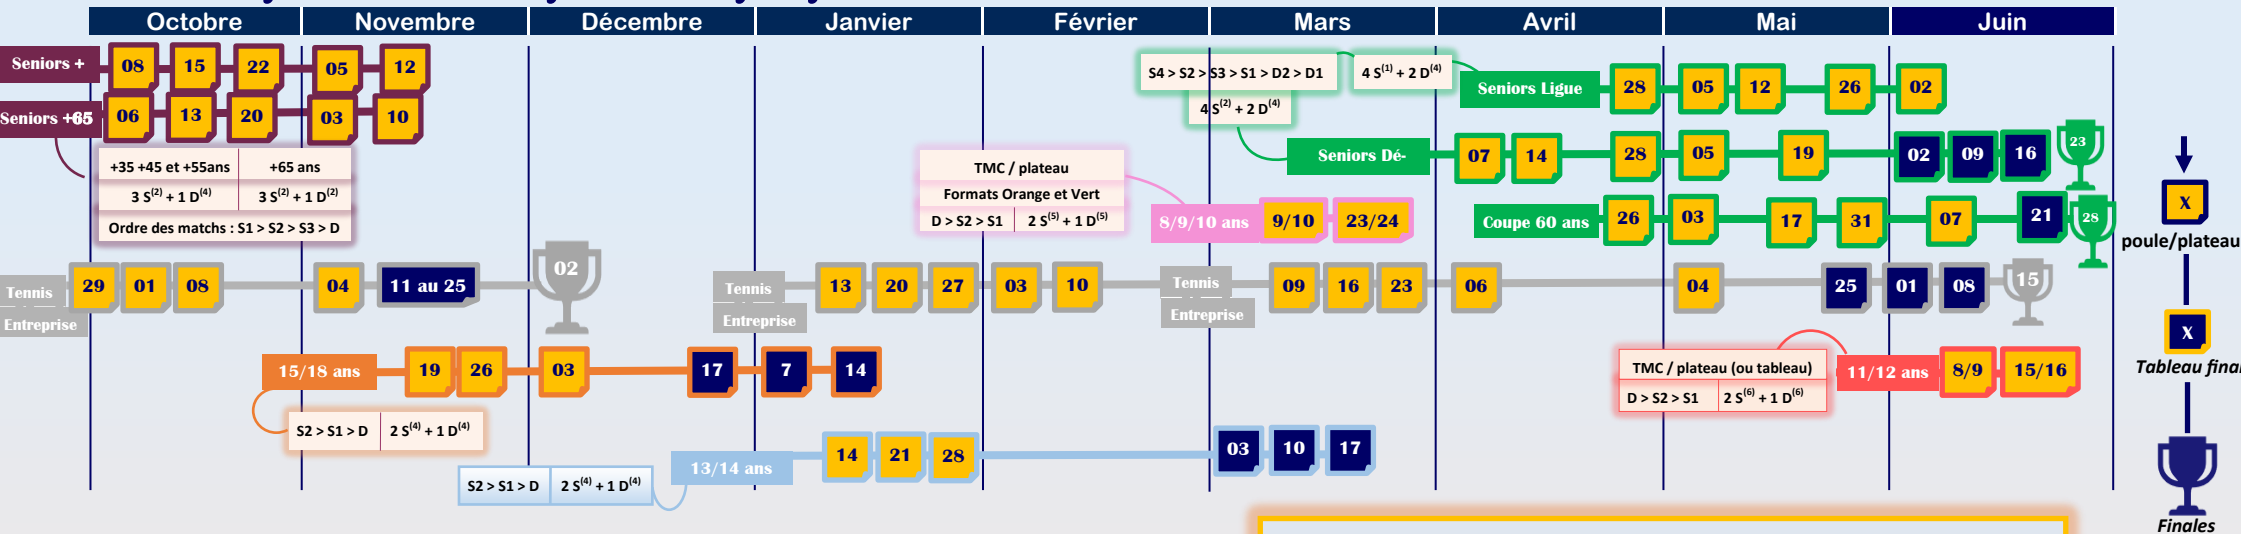 Octobre Novembre Décembre Janvier Février Mars Avril Mai Juin
Seniors + 08 15 22 05 12
S4 > S2 > S3 > S1 > D2 > D1 4 S(1) + 2 D(4)
Seniors Ligue 28 05 12 26 02
4 S(2) + 2 D(4)
Seniors +65 06 13 20 03 10
+35 +45 et +55ans +65 ans
3 S(2) + 1 D(4) 3 S(2) + 1 D(2)
Ordre des matchs : S1 > S2 > S3 > D
Seniors Dé- 07 14 28 05 19 02 09 16 23
TMC / plateau
Formats Orange et Vert
D > S2 > S1 2 S(5) + 1 D(5)
8/9/10 ans 9/10 23/24
Coupe 60 ans 26 03 17 31 07 21 28
X
poule/plateau
Tennis
Entreprise
29 01 08 04 11 au 25 02
Tennis
Entreprise
13 20 27 03 10
Tennis
Entreprise
09 16 23 06 04 25 01 08 15
X
Tableau final
15/18 ans 19 26 03 17 7 14
S2 > S1 > D 2 S(4) + 1 D(4)
TMC / plateau (ou tableau)
D > S2 > S1 2 S(6) + 1 D(6)
11/12 ans 8/9 15/16
13/14 ans 14 21 28 03 10 17
S2 > S1 > D 2 S(4) + 1 D(4)
Finales